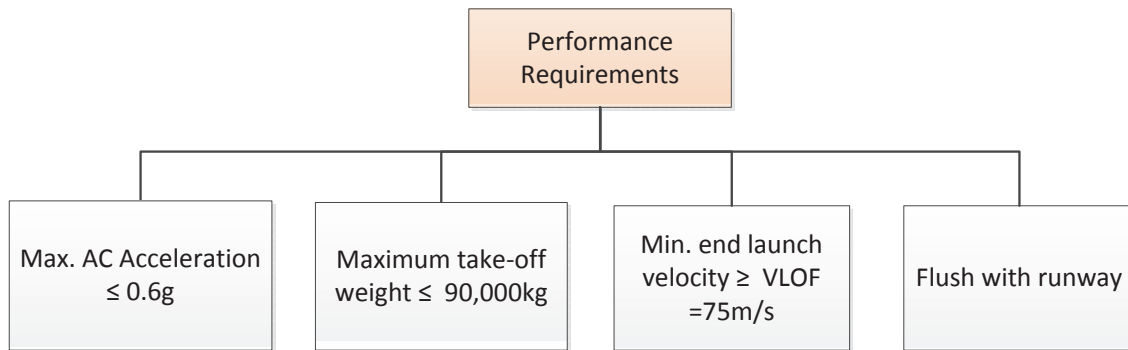 Performance
Requirements
Max. AC Acceleration
≤ 0.6g
Maximum take-off
weight ≤ 90,000kg
Min. end launch
velocity ≥ VLOF
=75m/s
Flush with runway